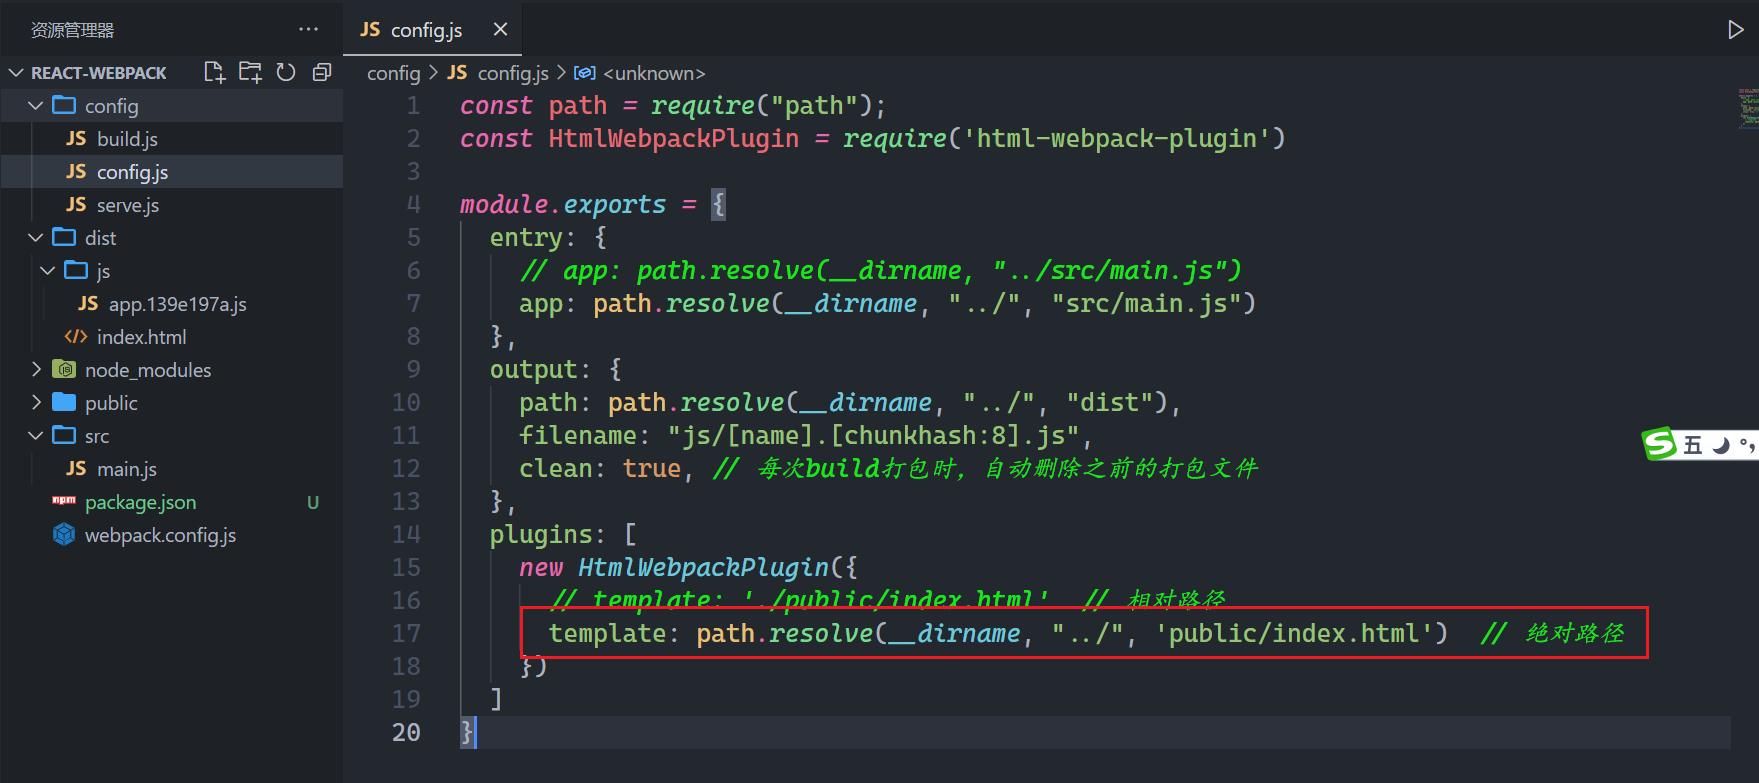 资源管理器
REACT-WEBPACK
config
JS build.js
JS config.js
JS serve.js
dist
js
JS app.139e197a.js
index.html
node_modules
public
src
JS main.js
npm package.json U
webpack.config.js
JS config.js
config > JS config.js > <unknown>
1 const path = require("path");
2 const HtmlWebpackPlugin = require('html-webpack-plugin')
3
4 module.exports = {
5 entry: {
6 // app: path.resolve(__dirname, "../src/main.js")
7 app: path.resolve(__dirname, "../", "src/main.js")
8 },
9 output: {
10 path: path.resolve(__dirname, "../", "dist"),
11 filename: "js/[name].[chunkhash:8].js",
12 clean: true, // 每次build打包时，自动删除之前的打包文件
13 },
14 plugins: [
15 new HtmlWebpackPlugin({
16 // template: './public/index.html' // 相对路径
17 template: path.resolve(__dirname, "../", 'public/index.html') // 绝对路径
18 })
19 ]
20 }
S 五